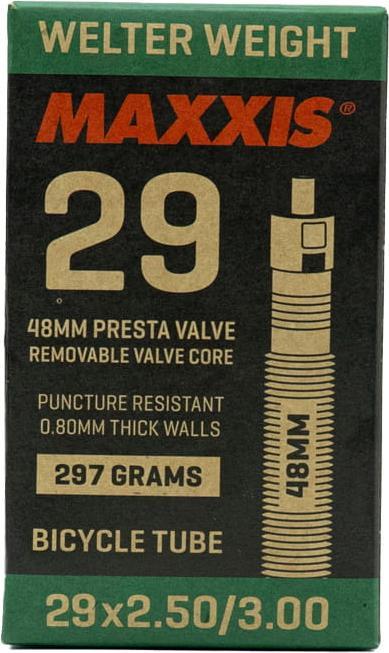 WELTER WEIGHT
MAXXIS®
29
48MM PRESTA VALVE
REMOVABLE VALVE CORE
PUNCTURE RESISTANT
0.80MM THICK WALLS
297 GRAMS
48MM
BICYCLE TUBE
29x2.50/3.00